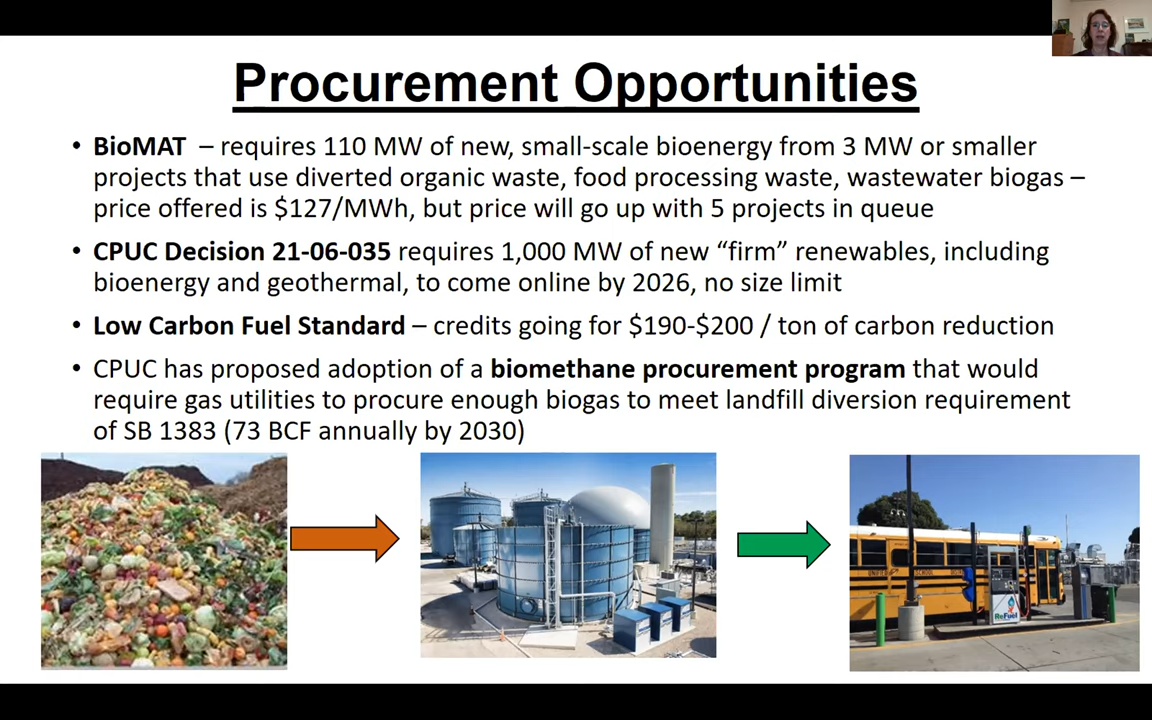 Procurement Opportunities
• BioMAT – requires 110 MW of new, small-scale bioenergy from 3 MW or smaller
projects that use diverted organic waste, food processing waste, wastewater biogas –
price offered is $127/MWh, but price will go up with 5 projects in queue
• CPUC Decision 21-06-035 requires 1,000 MW of new “firm” renewables, including
bioenergy and geothermal, to come online by 2026, no size limit
• Low Carbon Fuel Standard – credits going for $190-$200 / ton of carbon reduction
• CPUC has proposed adoption of a biomethane procurement program that would
require gas utilities to procure enough biogas to meet landfill diversion requirement
of SB 1383 (73 BCF annually by 2030)
SCHOOL
ReFuel